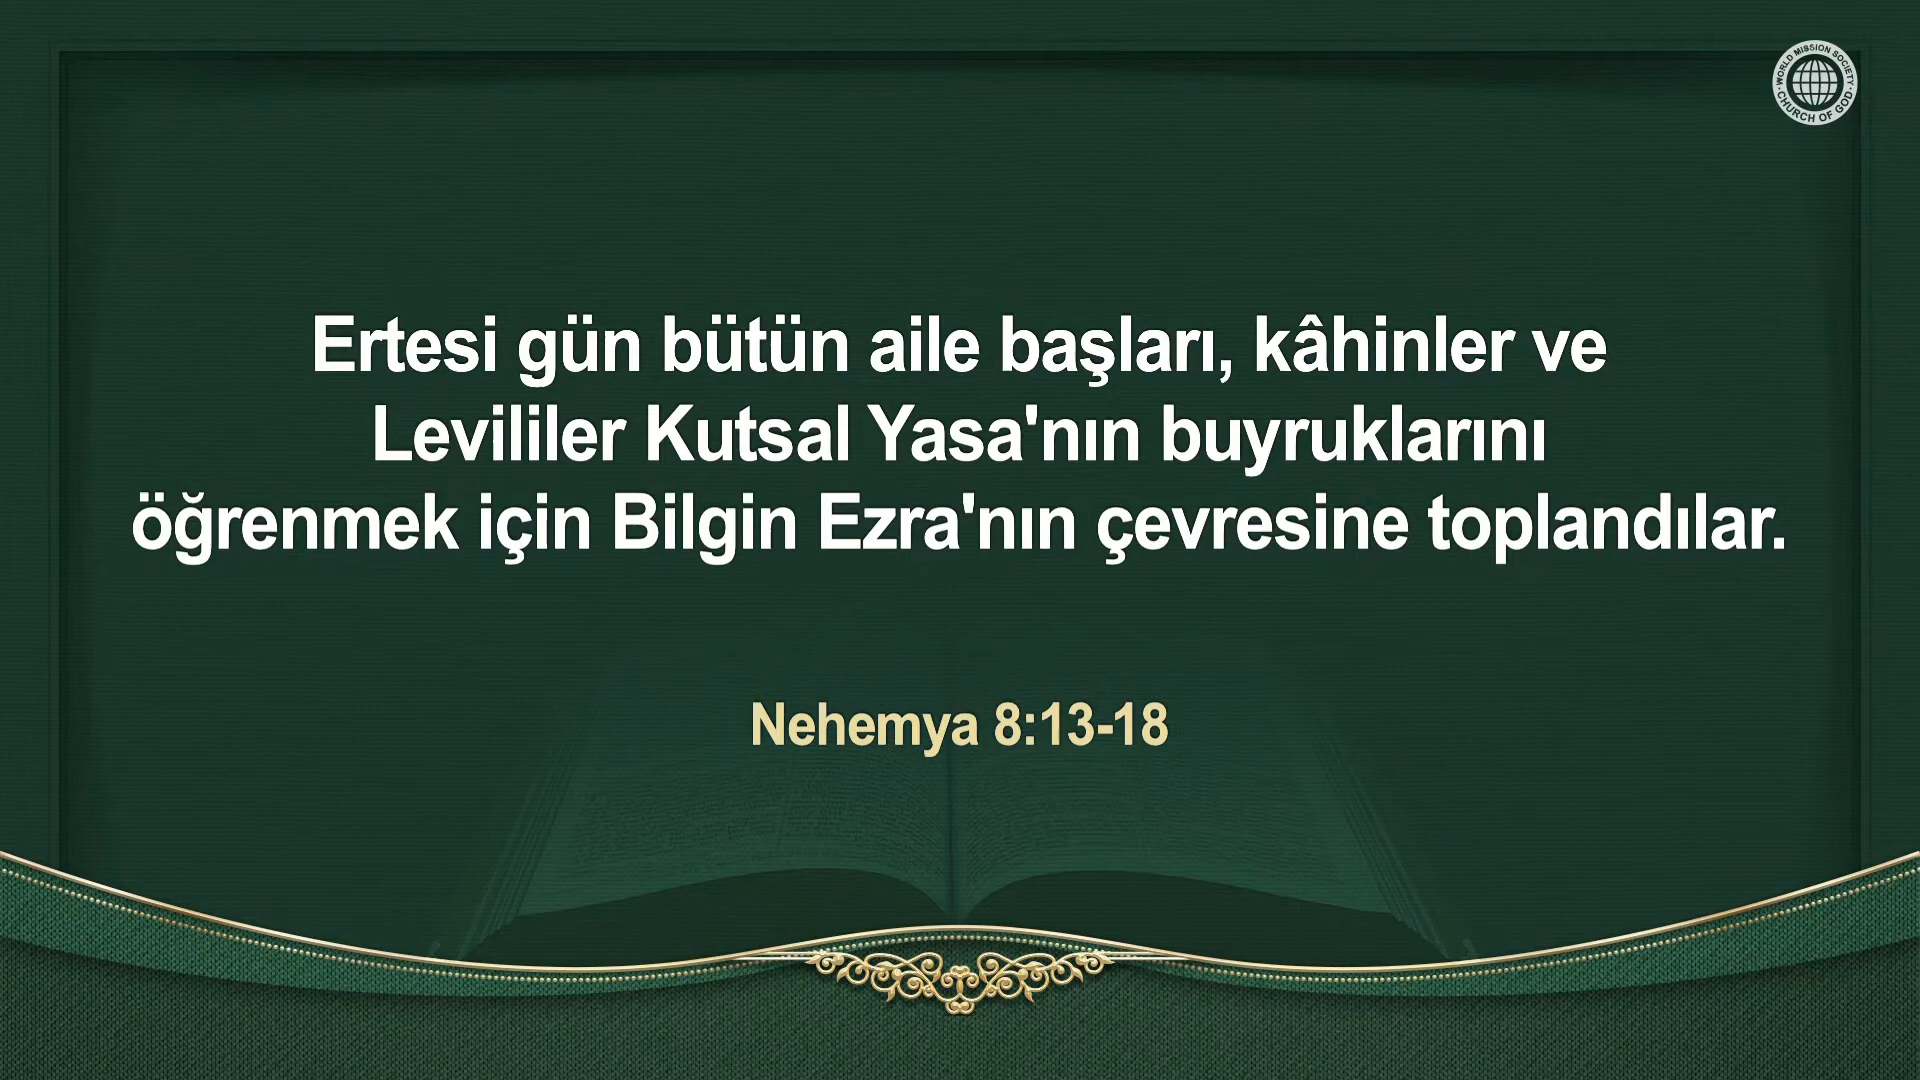 WORLD MISSION SOCIETY
CHURCH OF GOD
Ertesi gün bütün aile başları, kâhinler ve
Levililer Kutsal Yasa'nın buyruklarını
öğrenmek için Bilgin Ezra'nın çevresine toplandılar.
Nehemya 8:13-18